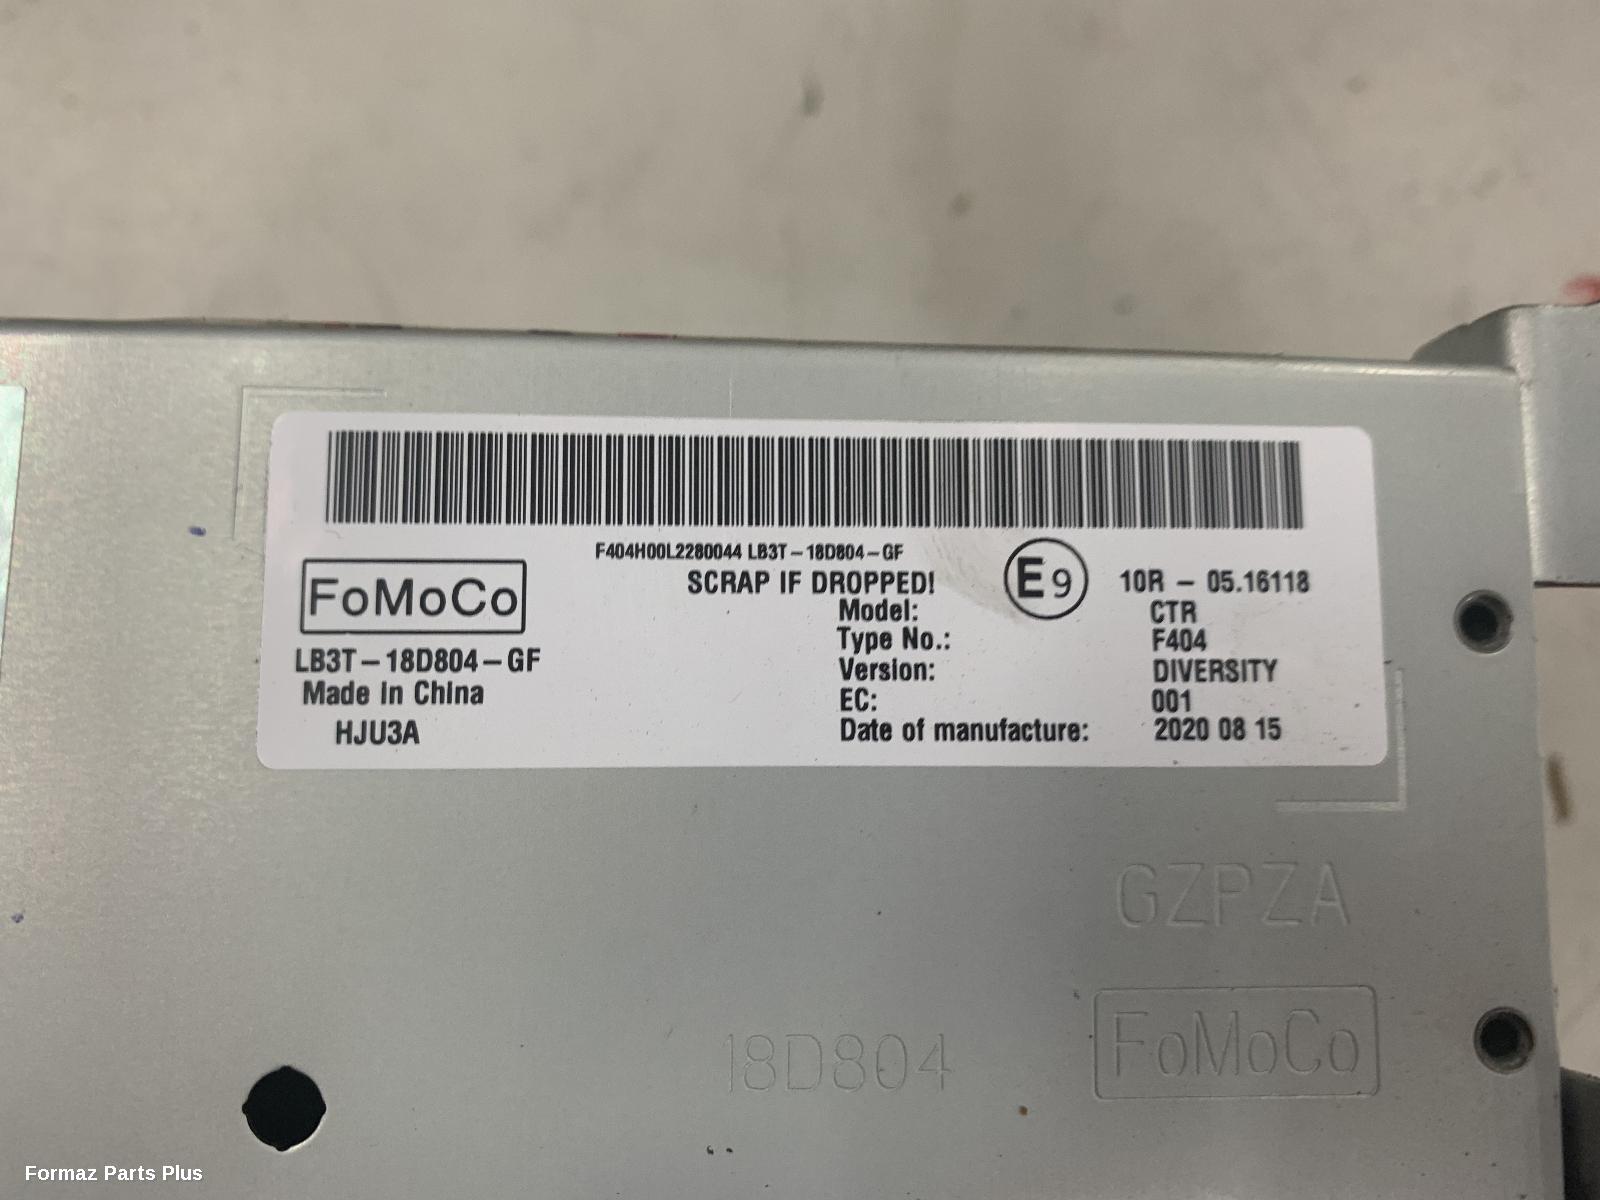 F404H00L2280044 LB3T-18D804-GF
SCRAP IF DROPPED!
E9
10R - 05.16118
FoMoCo
LB3T-18D804-GF
Made In China
HJU3A
Model: CTR
Type No.: F404
Version: DIVERSITY
EC: 001
Date of manufacture: 2020 08 15
GZPZA
18D804
FoMoCo
Formaz Parts Plus